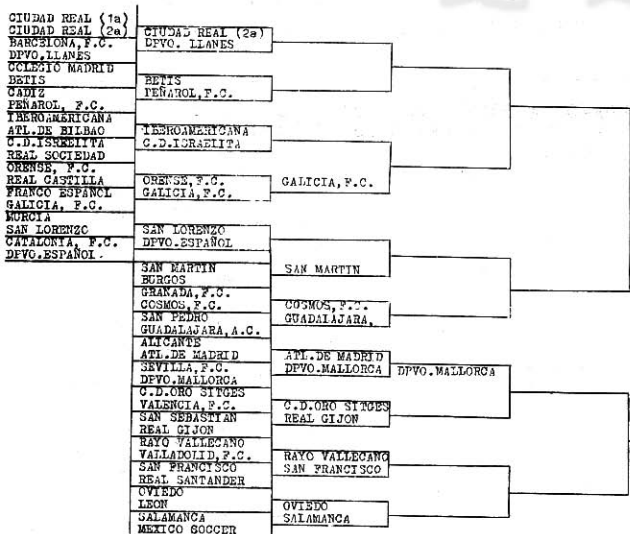 CIUDAD REAL (1a)
CIUDAD REAL (2a)
BARCELONA, F.C.
DPVO.LLANES
COLEGIO MADRID
BETIS
CADIZ
PEÑAROL, F.C.
IBEROAMERICANA
ATL.DE BILBAO
C.D.ISRAELITA
REAL SOCIEDAD
ORENSE, F.C.
REAL CASTILLA
FRANCO ESPAÑOL
GALICIA, F.C.
MURCIA
SAN LORENZO
CATALONIA, F.C.
DPVO.ESPAÑOL.
CIUDAD REAL (2a)
DPVO. LLANES
BETIS
PEÑAROL, F.C.
IBEROAMERICANA
C.D.ISRAELITA
ORENSE, F.C.
GALICIA, F.C.
SAN LORENZO
DPVO.ESPAÑOL
SAN MARTIN
BURGOS
GRANADA, F.C.
COSMOS, F.C.
SAN PEDRO
GUADALAJARA, A.C.
ALICANTE
ATL.DE MADRID
SEVILLA, F.C.
DPVO.MALLORCA
C.D.ORO SITGES
VALENCIA, F.C.
SAN SEBASTIAN
REAL GIJON
RAYO VALLECANO
VALLADOLID, F.C.
SAN FRANCISCO
REAL SANTANDER
OVIEDO
LEON
SALAMANCA
MEXICO SOCCER
GALICIA, F.C.
SAN MARTIN
COSMOS, F.C.
GUADALAJARA,
ATL.DE MADRID
DPVO.MALLORCA
C.D.ORO SITGES
REAL GIJON
RAYO VALLECANO
SAN FRANCISCO
OVIEDO
SALAMANCA
DPVO.MALLORCA